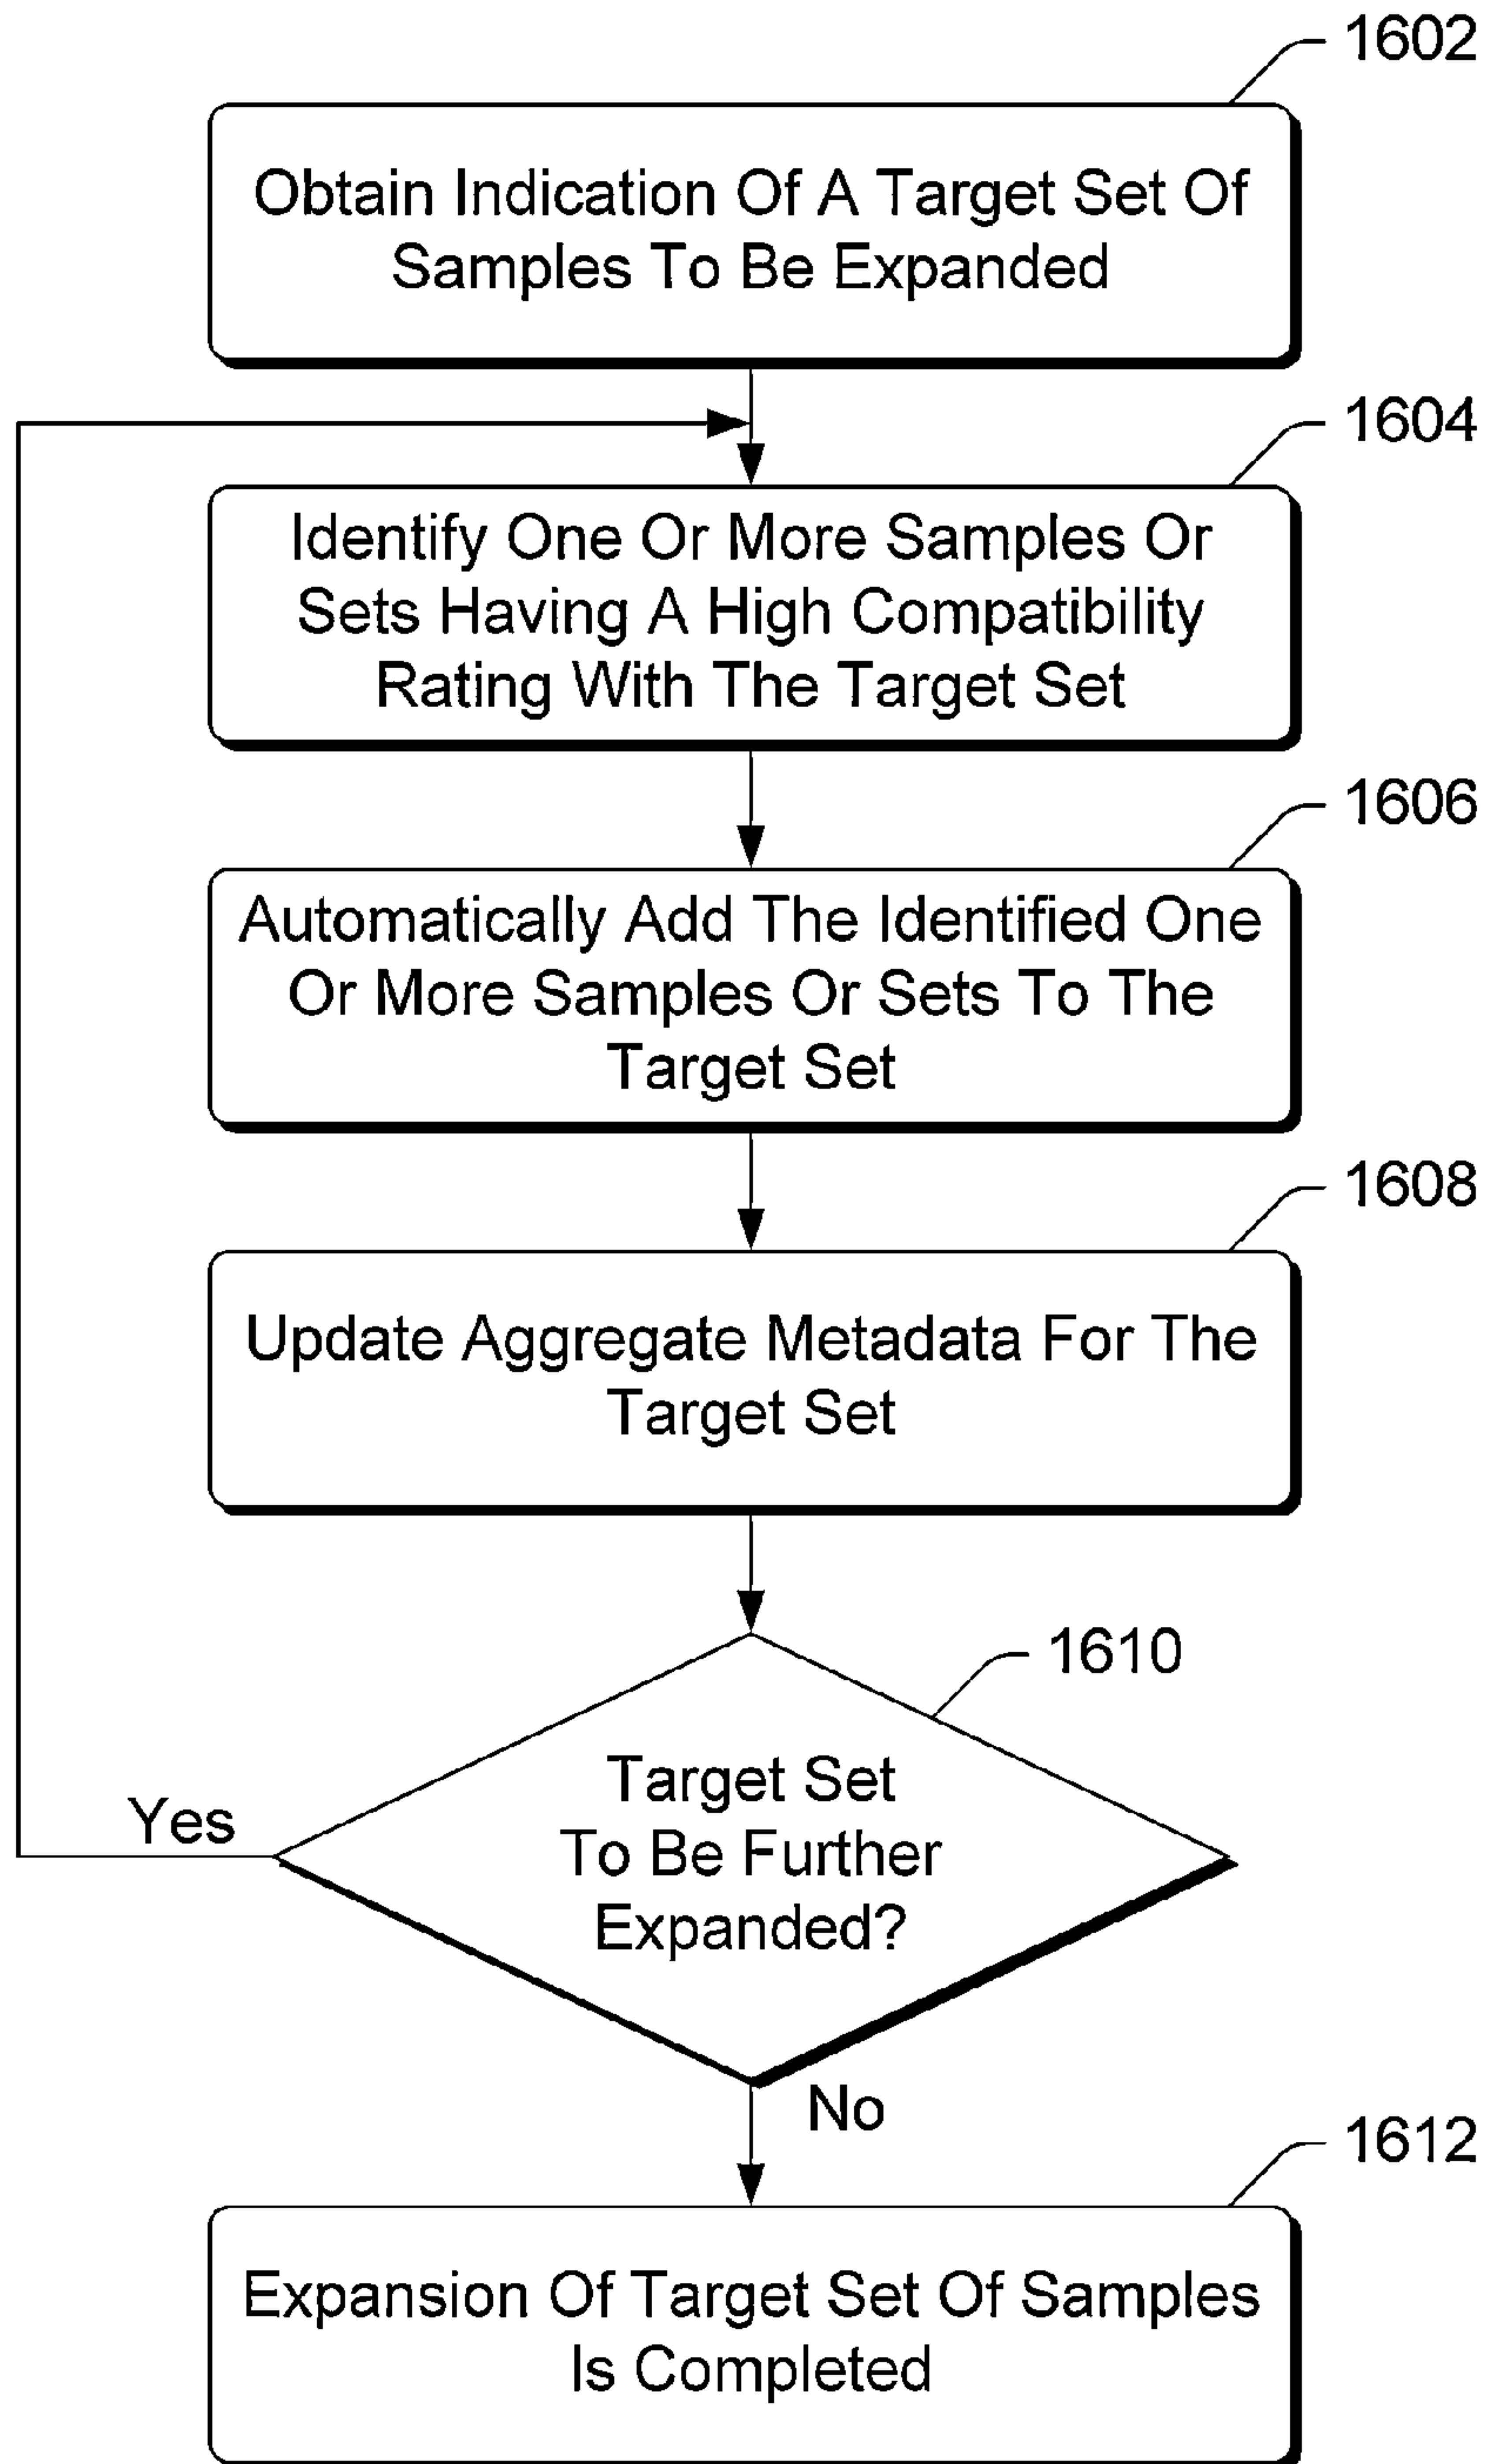 1602
Obtain Indication Of A Target Set Of
Samples To Be Expanded
1604
Identify One Or More Samples Or
Sets Having A High Compatibility
Rating With The Target Set
1606
Automatically Add The Identified One
Or More Samples Or Sets To The
Target Set
1608
Update Aggregate Metadata For The
Target Set
1610
Target Set
To Be Further
Expanded?
Yes
No
1612
Expansion Of Target Set Of Samples
Is Completed